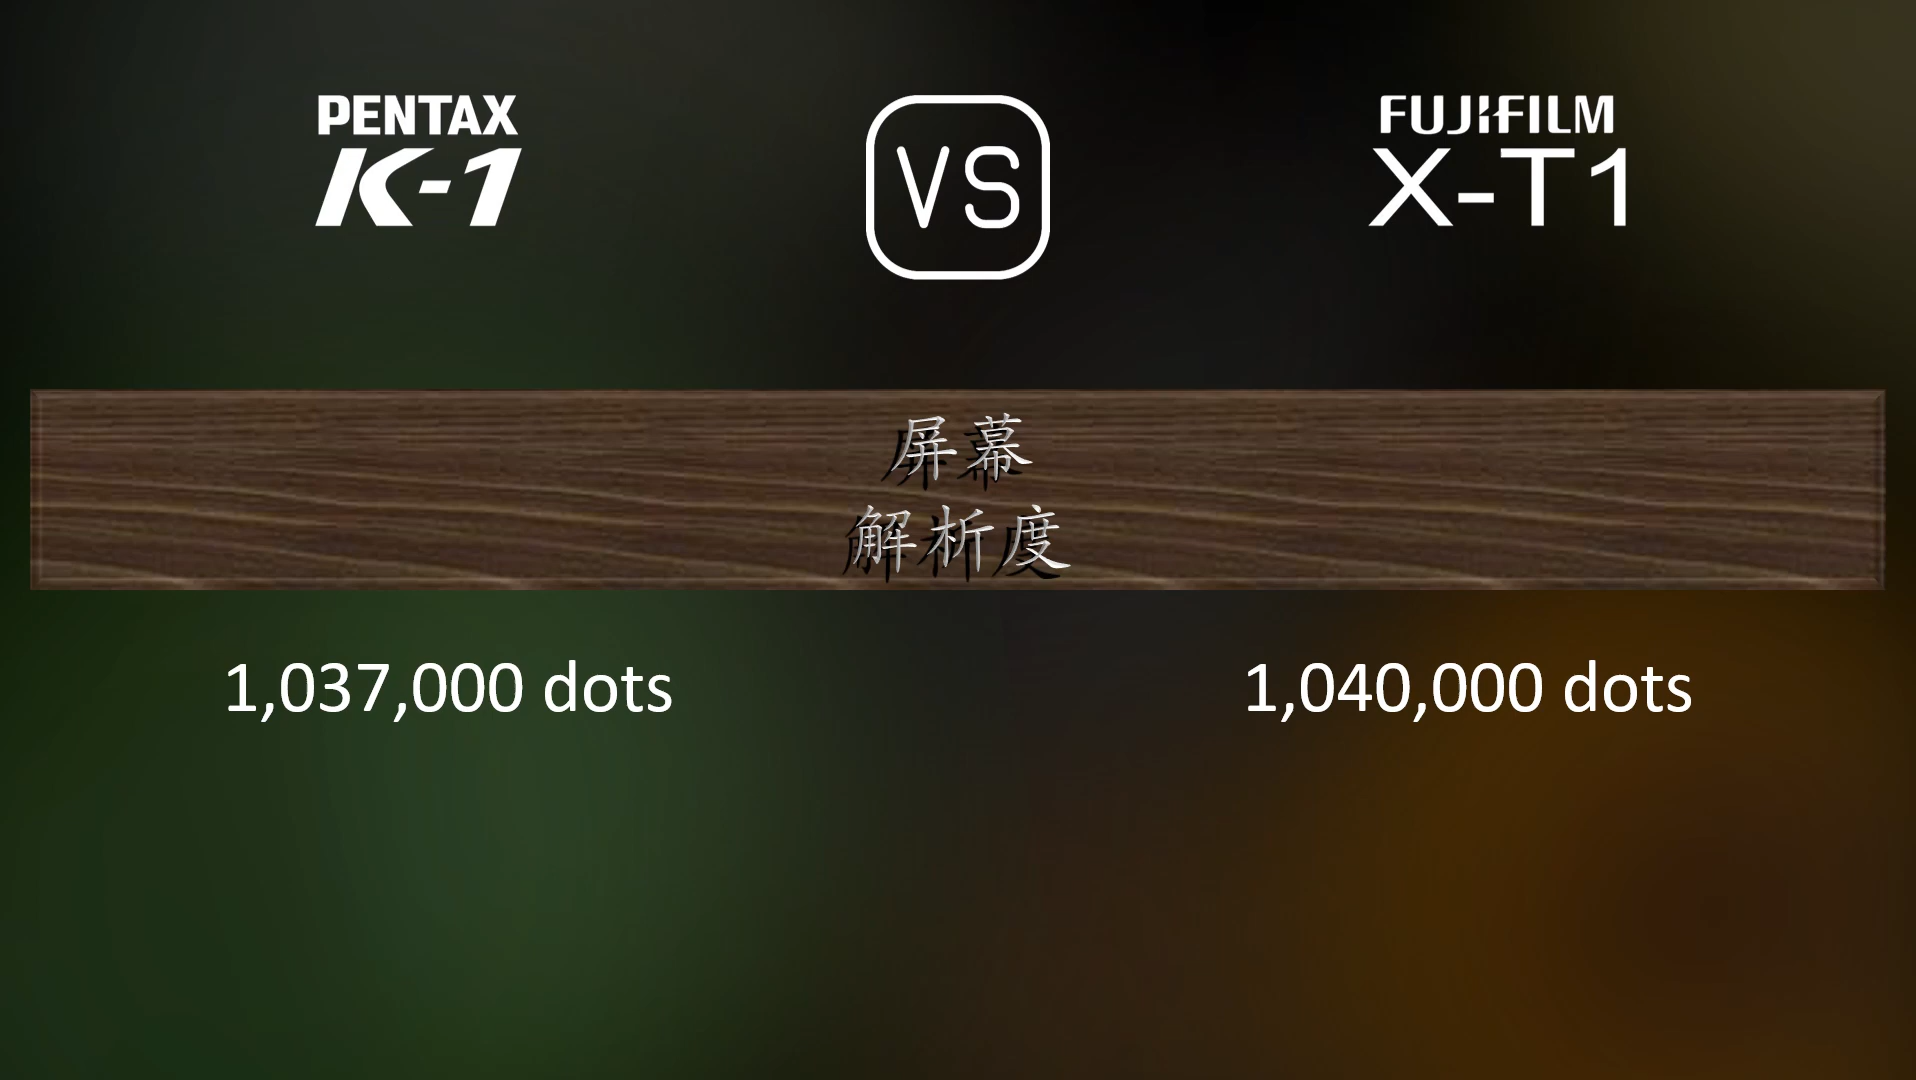 PENTAX
K-1
VS
FUJIFILM
X-T1
屏幕
解析度
1,037,000 dots
1,040,000 dots